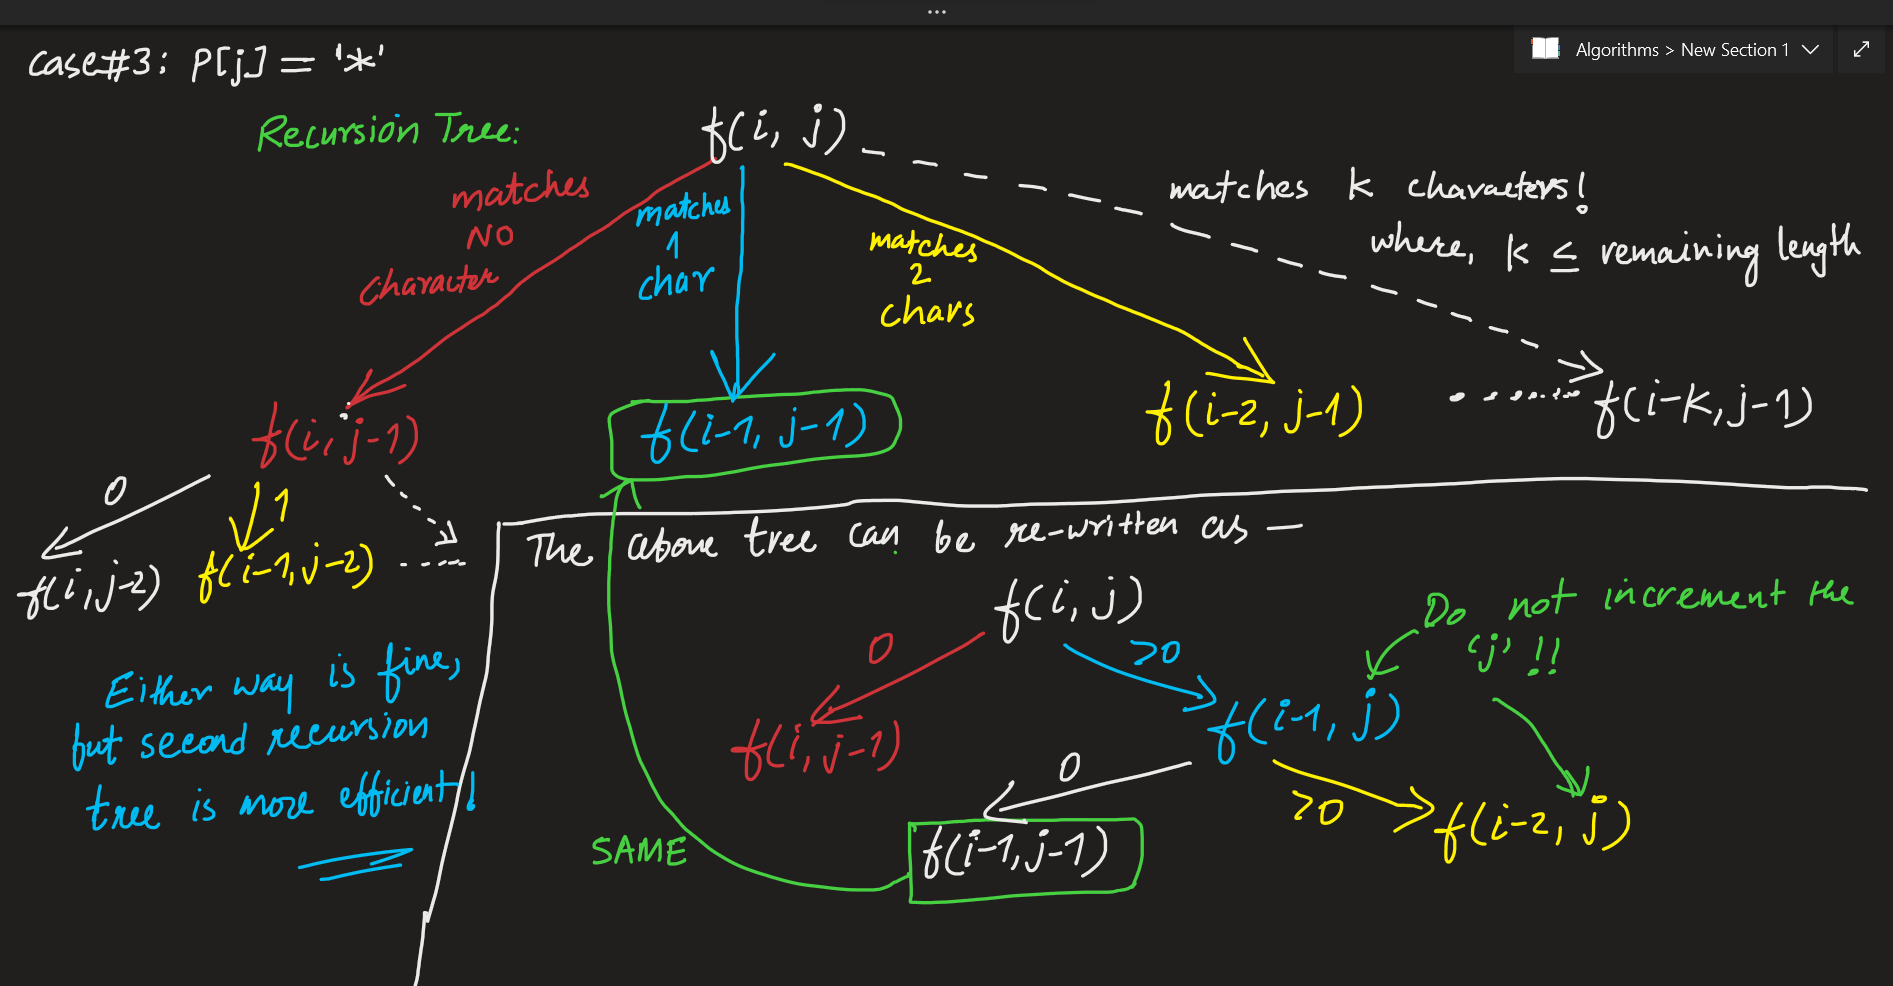 ...
Algorithms > New Section 1
case#3: P[j] = '*'
Recursion Tree:
f(i, j)
matches
NO
character
matches
1
char
matches
2
chars
matches k characters!
where, k ≤ remaining length
f(i, j-1)
f(i-1, j-1)
f(i-2, j-1)
...... f(i-k, j-1)
0
1
f(i, j-2)
f(i-1, j-2)
.....
Either way is fine,
but second recursion
tree is more efficient!
The above tree can be re-written as —
f(i, j)
0
>0
Do not increment the
'j' !!
f(i, j-1)
f(i-1, j)
0
>0
f(i-1, j-1)
f(i-2, j)
SAME